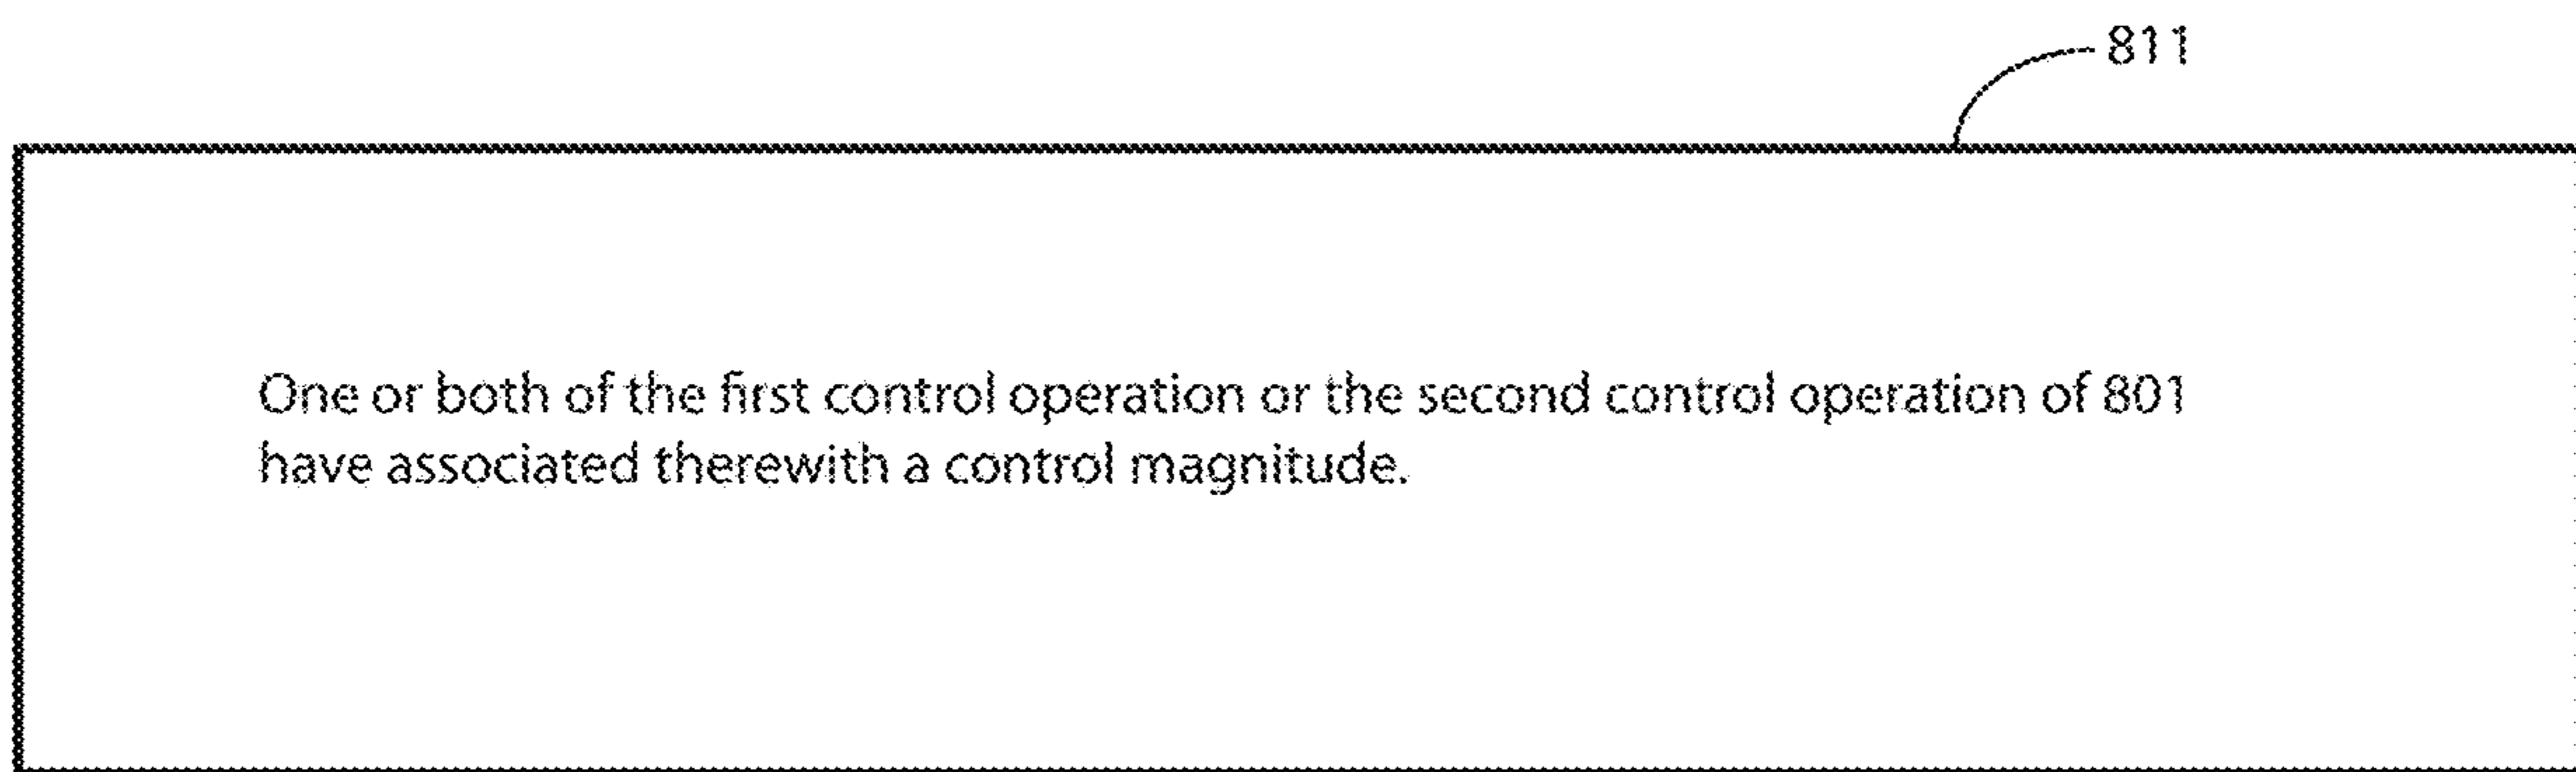 811
One or both of the first control operation or the second control operation of 801
have associated therewith a control magnitude.